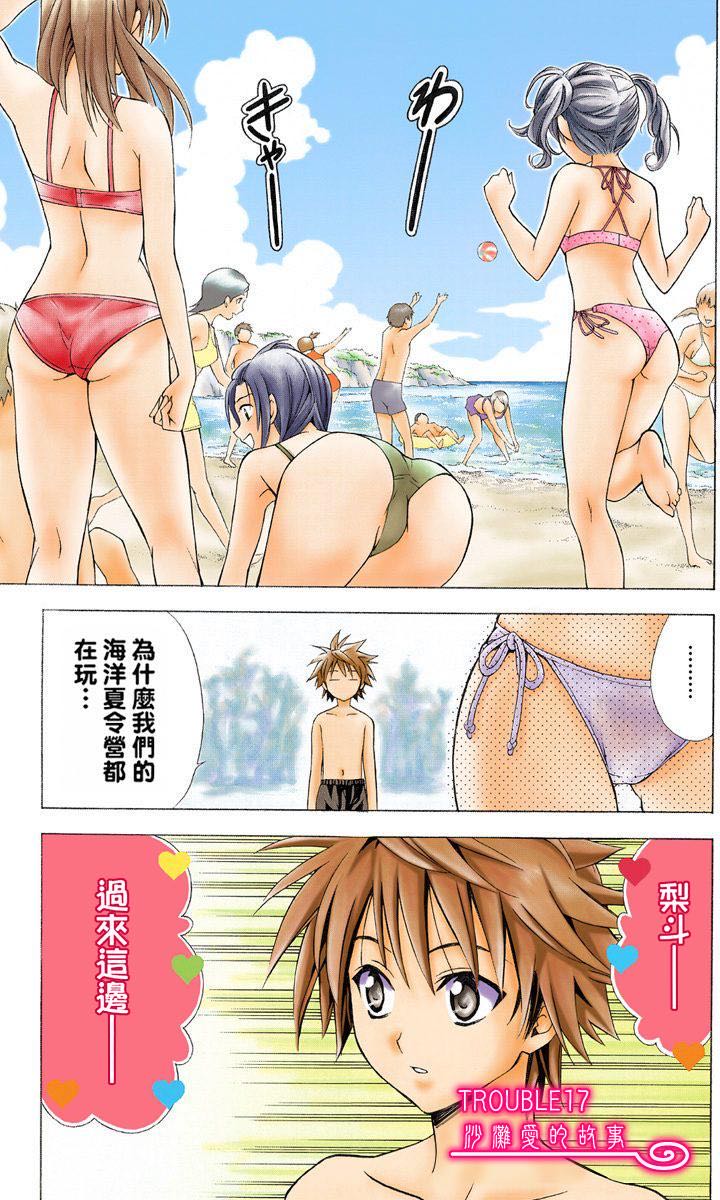 わー
きゃー
………
為什麼我們的
海洋夏令營都
在玩…
梨斗——
過來這邊——
TROUBLE17
沙灘愛的故事